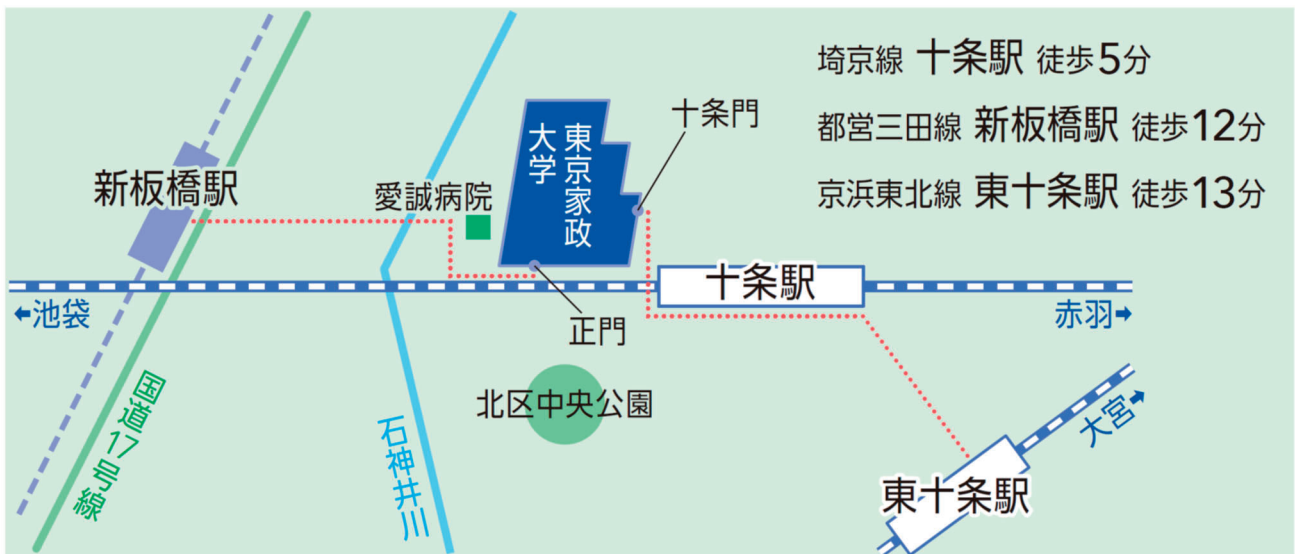 埼京線 十条駅 徒歩5分
都営三田線 新板橋駅 徒歩12分
京浜東北線 東十条駅 徒歩13分
十条門
東京家政
大学
新板橋駅
愛誠病院
十条駅
←池袋
赤羽→
正門
北区中央公園
国道17号線
石神井川
大宮→
東十条駅